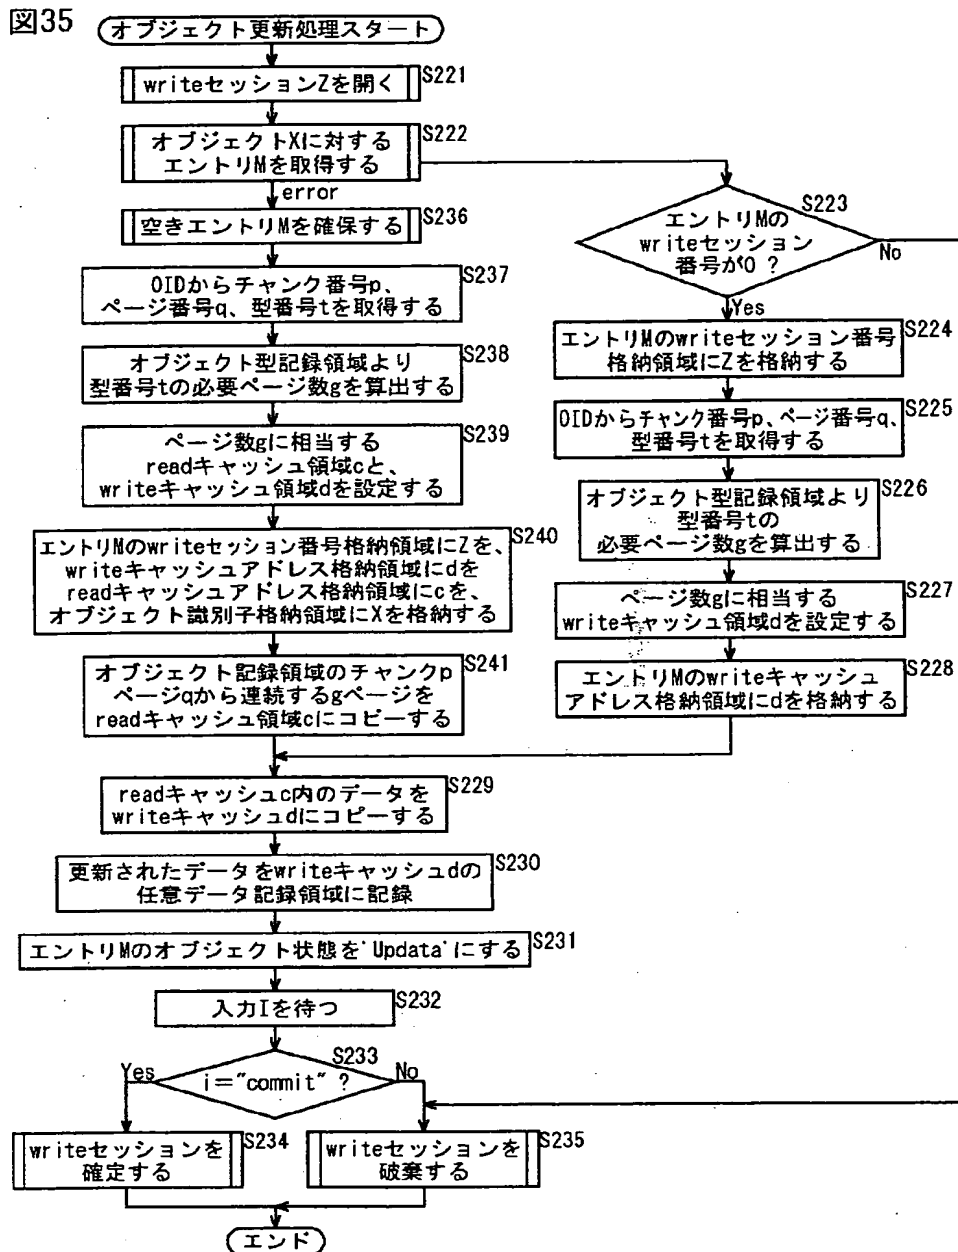 図35
オブジェクト更新処理スタート
writeセッションZを開く
S221
オブジェクトXに対する
エントリMを取得する
S222
error
空きエントリMを確保する
S236
OIDからチャンク番号p、
ページ番号q、型番号tを取得する
S237
オブジェクト型記録領域より
型番号tの必要ページ数gを算出する
S238
ページ数gに相当する
readキャッシュ領域cと、
writeキャッシュ領域dを設定する
S239
エントリMのwriteセッション番号格納領域にZを、
writeキャッシュアドレス格納領域にdを
readキャッシュアドレス格納領域にcを、
オブジェクト識別子格納領域にXを格納する
S240
オブジェクト記録領域のチャンクp
ページqから連続するgページを
readキャッシュ領域cにコピーする
S241
S223
エントリMの
writeセッション
番号が0 ?
No
Yes
エントリMのwriteセッション番号
格納領域にZを格納する
S224
OIDからチャンク番号p、ページ番号q、
型番号tを取得する
S225
オブジェクト型記録領域より
型番号tの
必要ページ数gを算出する
S226
ページ数gに相当する
writeキャッシュ領域dを設定する
S227
エントリMのwriteキャッシュ
アドレス格納領域にdを格納する
S228
readキャッシュc内のデータを
writeキャッシュdにコピーする
S229
更新されたデータをwriteキャッシュdの
任意データ記録領域に記録
S230
エントリMのオブジェクト状態を'Updata'にする
S231
入力Iを待つ
S232
S233
Yes
i="commit" ?
No
writeセッションを
確定する
S234
writeセッションを
破棄する
S235
エンド